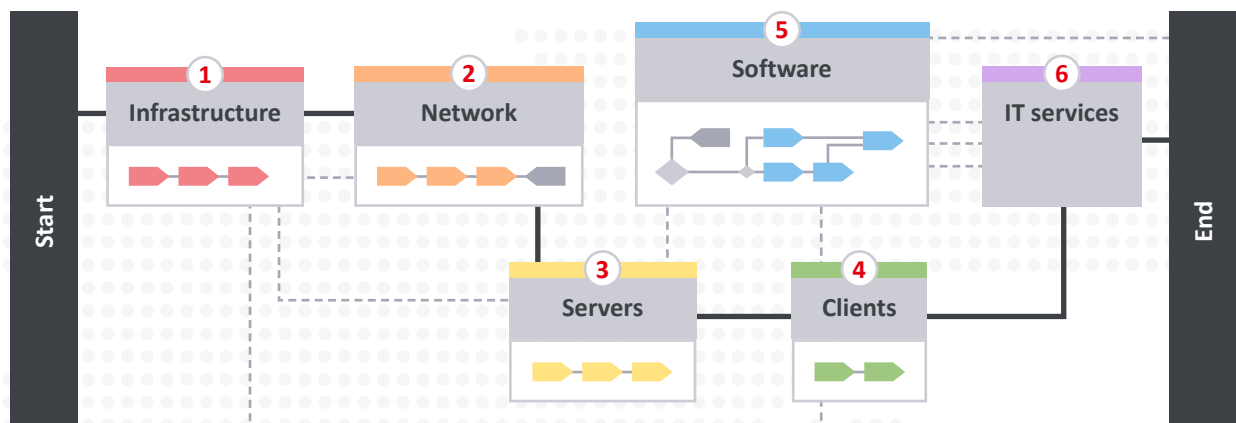 Start
1
Infrastructure
2
Network
3
Servers
4
Clients
5
Software
6
IT services
End